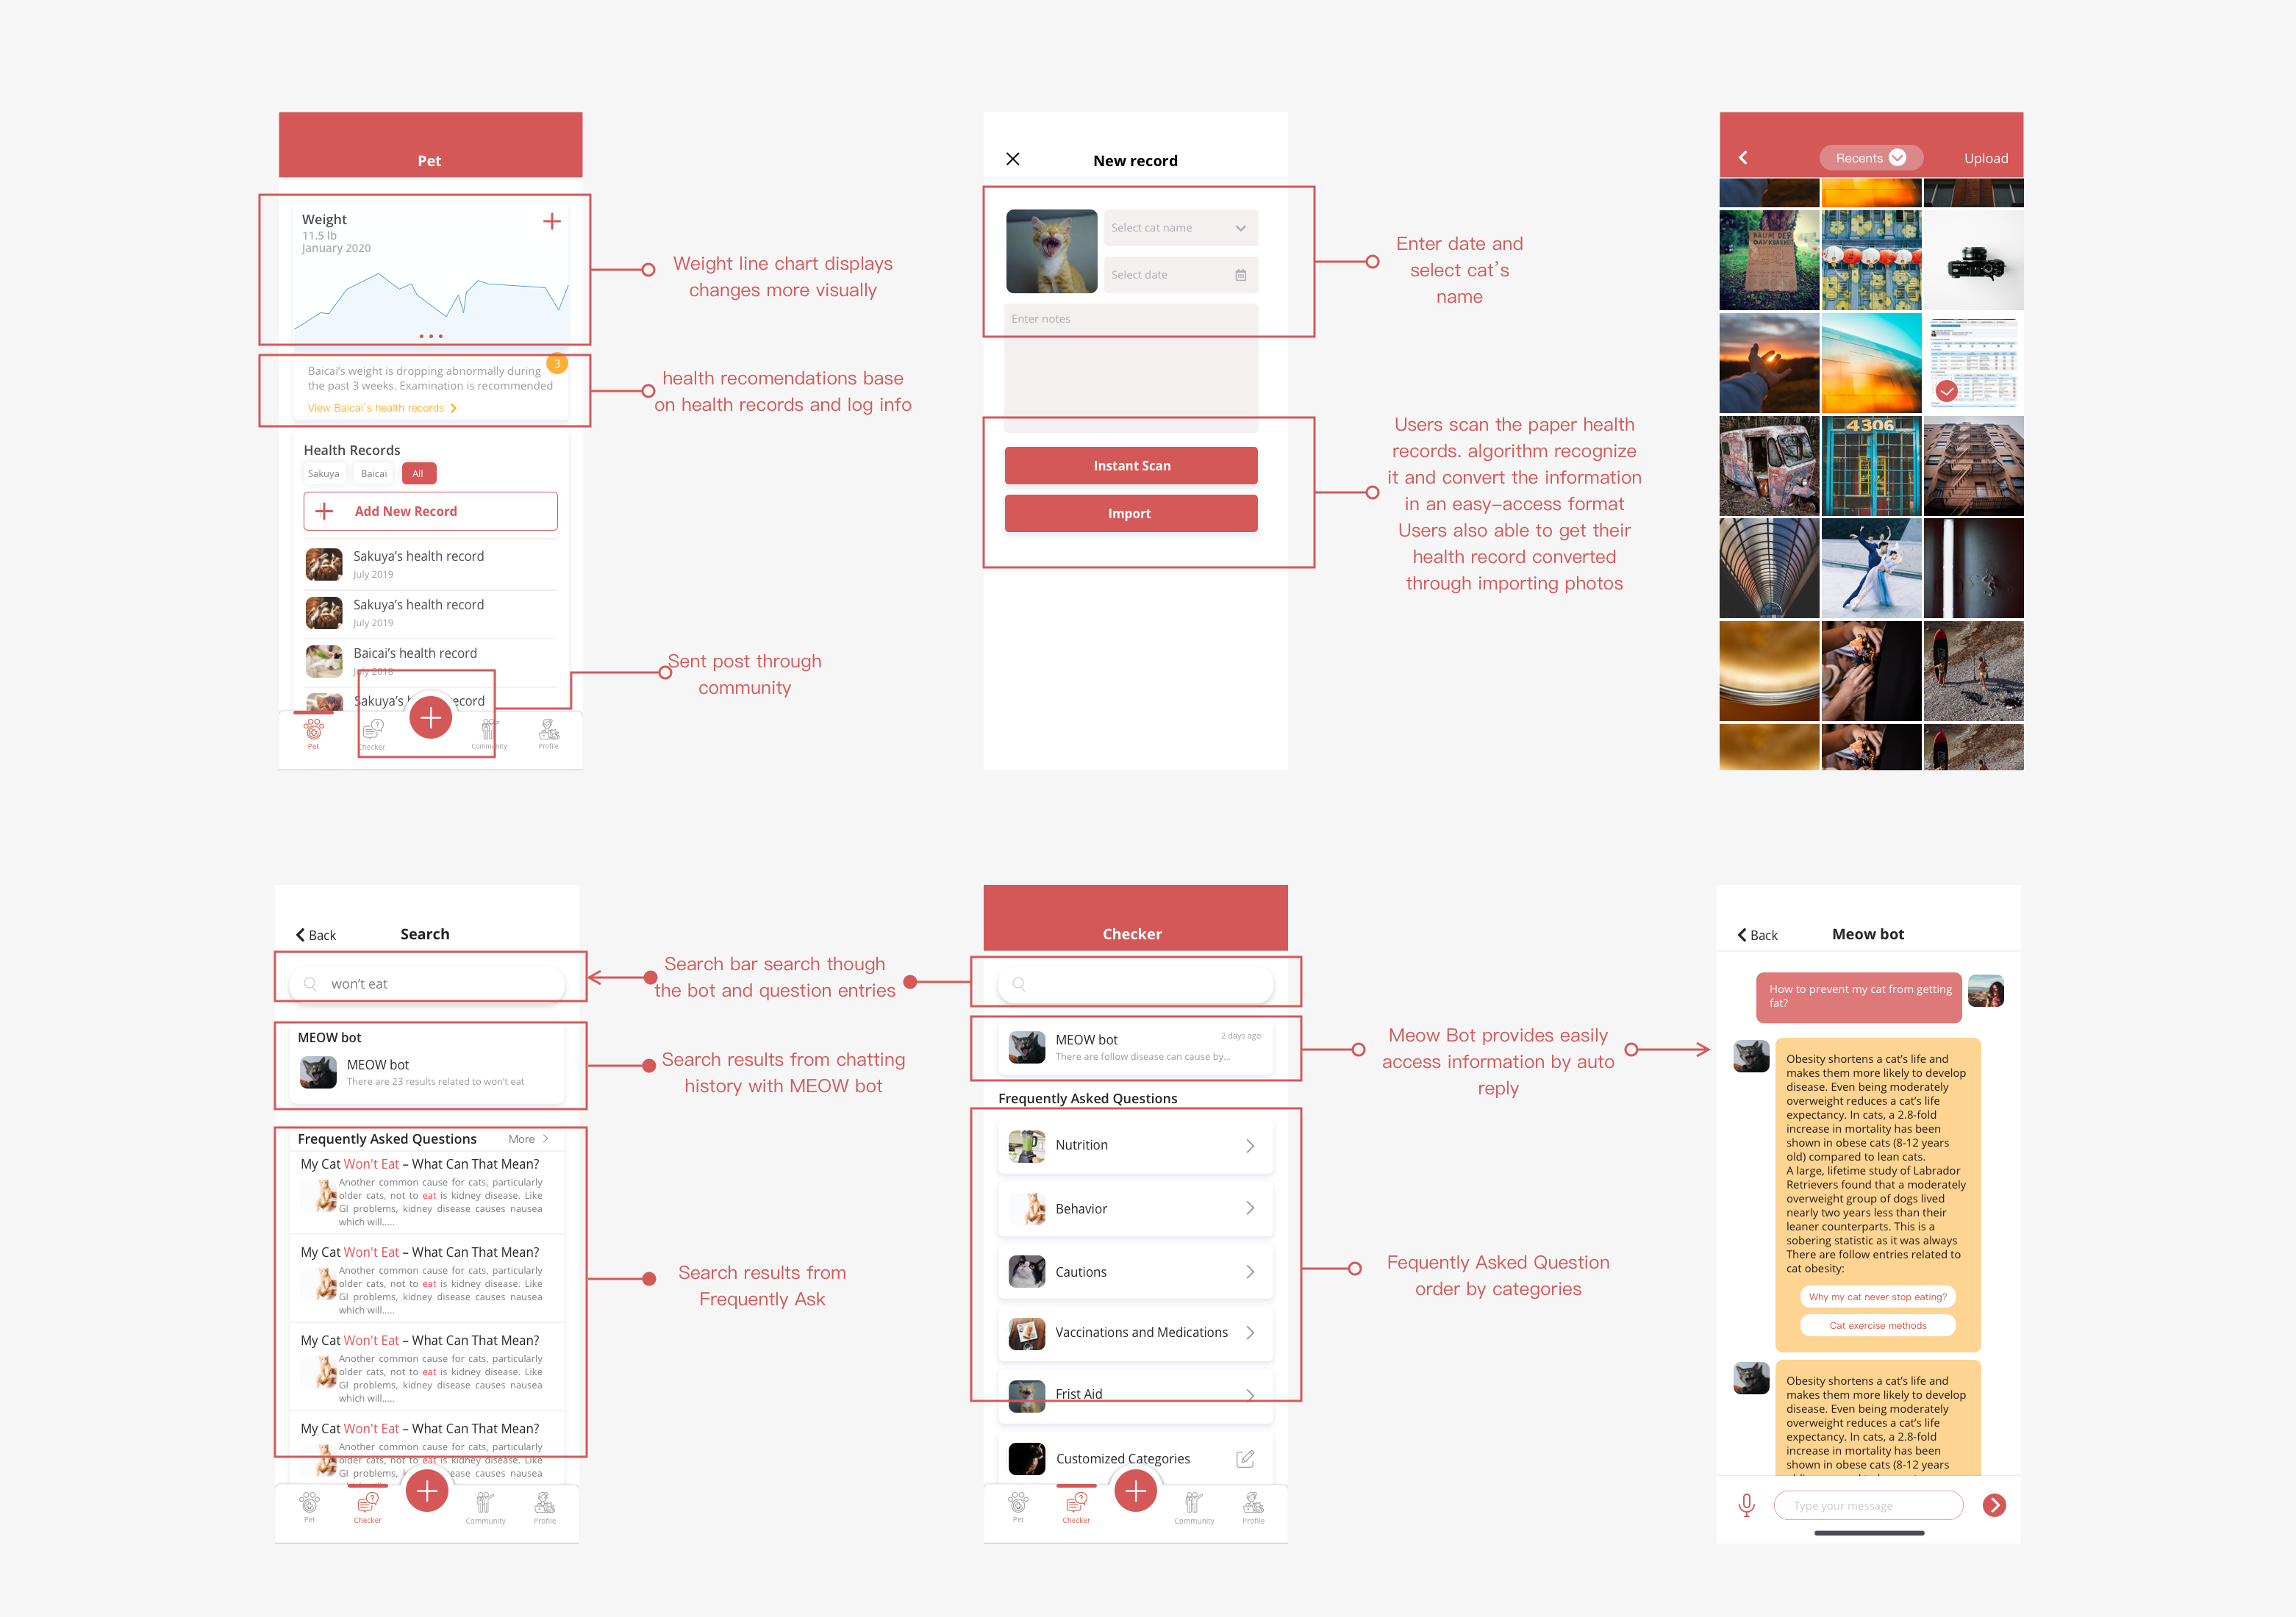 Pet
Weight
11.5 lb
January 2020
Baicai's weight is dropping abnormally during
the past 3 weeks. Examination is recommended
3
View Baicai's health records
Health Records
Sakuya
Baicai
All
Add New Record
Sakuya's health record
July 2019
Sakuya's health record
July 2019
Baicai's health record
July 2018
Pet
Checker
Community
Profile
Weight line chart displays
changes more visually
health recomendations base
on health records and log info
Sent post through
community
New record
Select cat name
Select date
Enter notes
Instant Scan
Import
Enter date and
select cat's
name
Users scan the paper health
records. algorithm recognize
it and convert the information
in an easy-access format
Users also able to get their
health record converted
through importing photos
Recents
Upload
BAUM DER
4306
Back
Search
won't eat
MEOW bot
MEOW bot
There are 23 results related to won't eat
Frequently Asked Questions
More
My Cat Won't Eat – What Can That Mean?
Another common cause for cats, particularly
older cats, not to eat is kidney disease. Like
GI problems, kidney disease causes nausea
which will.....
My Cat Won't Eat – What Can That Mean?
Another common cause for cats, particularly
older cats, not to eat is kidney disease. Like
GI problems, kidney disease causes nausea
which will.....
My Cat Won't Eat – What Can That Mean?
Another common cause for cats, particularly
older cats, not to eat is kidney disease. Like
GI problems, kidney disease causes nausea
which will.....
My Cat Won't Eat – What Can That Mean?
Another common cause for cats, particularly
older cats, not to eat is kidney disease. Like
GI problems, causes nausea
Pet
Checker
Community
Profile
Search bar search though
the bot and question entries
Search results from chatting
history with MEOW bot
Search results from
Frequently Ask
Checker
MEOW bot
2 days ago
There are follow disease can cause by...
Frequently Asked Questions
Nutrition
Behavior
Cautions
Vaccinations and Medications
Frist Aid
Customized Categories
Pet
Checker
Community
Profile
Meow Bot provides easily
access information by auto
reply
Fequently Asked Question
order by categories
Back
Meow bot
How to prevent my cat from getting
fat?
Obesity shortens a cat's life and
makes them more likely to develop
disease. Even being moderately
overweight reduces a cat's life
expectancy. In cats, a 2.8-fold
increase in mortality has been
shown in obese cats (8-12 years
old) compared to lean cats.
A large, lifetime study of Labrador
Retrievers found that a moderately
overweight group of dogs lived
nearly two years less than their
leaner counterparts. This is a
sobering statistic as it was always
There are follow entries related to
cat obesity:
Why my cat never stop eating?
Cat exercise methods
Obesity shortens a cat's life and
makes them more likely to develop
disease. Even being moderately
overweight reduces a cat's life
expectancy. In cats, a 2.8-fold
increase in mortality has been
shown in obese cats (8-12 years
Type your message